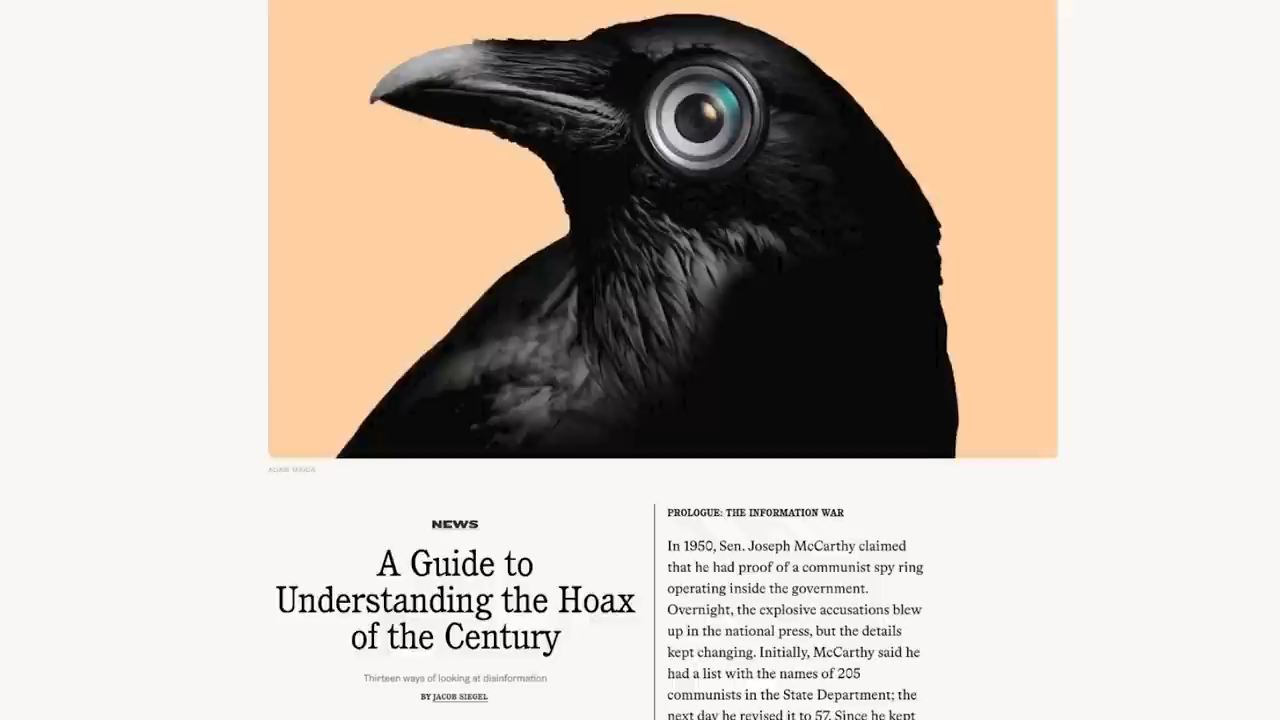 ADAM MAIDA
NEWS
A Guide to
Understanding the Hoax
of the Century
Thirteen ways of looking at disinformation
BY JACOB SIEGEL
PROLOGUE: THE INFORMATION WAR
In 1950, Sen. Joseph McCarthy claimed
that he had proof of a communist spy ring
operating inside the government.
Overnight, the explosive accusations blew
up in the national press, but the details
kept changing. Initially, McCarthy said he
had a list with the names of 205
communists in the State Department; the
next day he revised it to 57. Since he kept